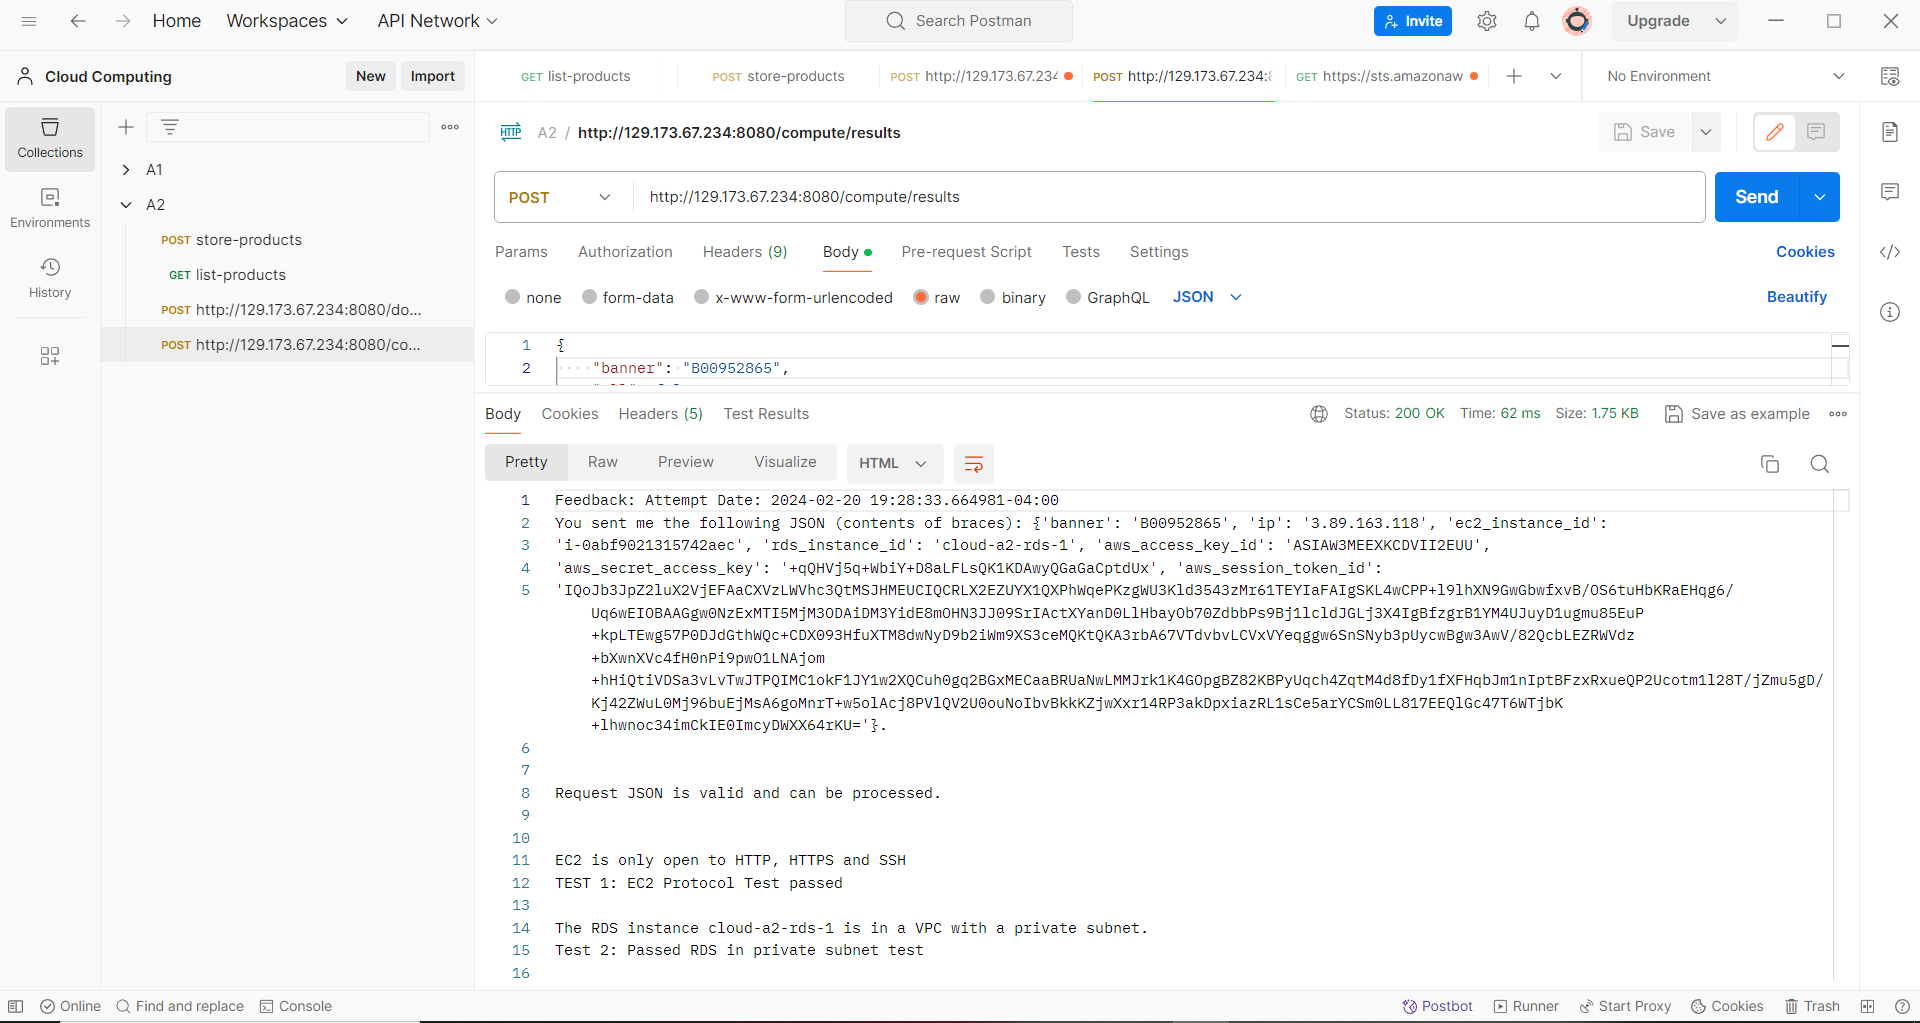 Home Workspaces API Network Search Postman Invite Upgrade
Cloud Computing New Import
GET list-products POST store-products POST http://129.173.67.234 POST http://129.173.67.234:8 GET https://sts.amazonaw No Environment
Collections
Environments
History
A1
A2
POST store-products
GET list-products
POST http://129.173.67.234:8080/do...
POST http://129.173.67.234:8080/co...
HTTP A2 / http://129.173.67.234:8080/compute/results Save
POST http://129.173.67.234:8080/compute/results Send
Params Authorization Headers (9) Body Pre-request Script Tests Settings Cookies
none form-data x-www-form-urlencoded raw binary GraphQL JSON Beautify
1 {
2 "banner": "B00952865",
Body Cookies Headers (5) Test Results Status: 200 OK Time: 62 ms Size: 1.75 KB Save as example
Pretty Raw Preview Visualize HTML
1 Feedback: Attempt Date: 2024-02-20 19:28:33.664981-04:00
2 You sent me the following JSON (contents of braces): {'banner': 'B00952865', 'ip': '3.89.163.118', 'ec2_instance_id':
3 'i-0abf9021315742aec', 'rds_instance_id': 'cloud-a2-rds-1', 'aws_access_key_id': 'ASIAW3MEEXKCDVII2EUU',
4 'aws_secret_access_key': '+qQHVj5q+WbiY+D8aLFLsQK1KDAwyQGaGaCptdUx', 'aws_session_token_id':
5 'IQoJb3JpZ2luX2VjEFAaCXVzLWVhc3QtMSJHMEUCIQCRLX2EZUYX1QXPhWqePKzgWU3Kld3543zMr61TEYIaFAIgSKL4wCPP+l9lhXN9GwGbwfxvB/OS6tuHbKRaEHqg6/
Uq6wEIOBAAGgw0NzExMTI5MjM3ODAiDM3YidE8mOHN3JJ09SrIActXYanD0LlHbayOb70ZdbbPs9Bj1lcldJGLj3X4IgBfzgrB1YM4UJuyD1ugmu85EuP
+kpLTEwg57P0DJdGthWQc+CDX093HfuXTM8dwNyD9b2iWm9XS3ceMQKtQKA3rbA67VTdvbvLCVxVYeqggw6SnSNyb3pUycwBgw3AwV/82QcbLEZRWVdz
+bXwnXVc4fH0nPi9pwO1LNAjom
+hHiQtiVDSa3vLvTwJTPQIMC1okF1JY1w2XQCuh0gq2BGxMECaaBRUaNwLMMJrk1K4GOpgBZ82KBPyUqch4ZqtM4d8fDy1fXFHqbJm1nIptBFzxRxueQP2Ucotm1l28T/jZmu5gD/
Kj42ZWuL0Mj96buEjMsA6goMnrT+w5olAcj8PVlQV2U0ouNoIbvBkkKZjwXxr14RP3akDpxiazRL1sCe5arYCSm0LL817EEQlGc47T6WTjbK
+lhwnoc34imCkIE0ImcyDWXX64rKU='}.
6
7
8 Request JSON is valid and can be processed.
9
10
11 EC2 is only open to HTTP, HTTPS and SSH
12 TEST 1: EC2 Protocol Test passed
13
14 The RDS instance cloud-a2-rds-1 is in a VPC with a private subnet.
15 Test 2: Passed RDS in private subnet test
16
Online Find and replace Console Postbot Runner Start Proxy Cookies Trash